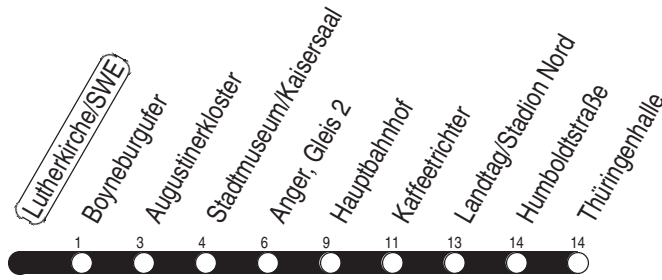 Lutherkirche/SWE
Boyneburgufer
Augustinerkloster
Stadtmuseum/Kaisersaal
Anger, Gleis 2
Hauptbahnhof
Kaffeetrichter
Landtag/Stadion Nord
Humboldtstraße
Thüringenhalle
1 3 4 6 9 11 13 14 14